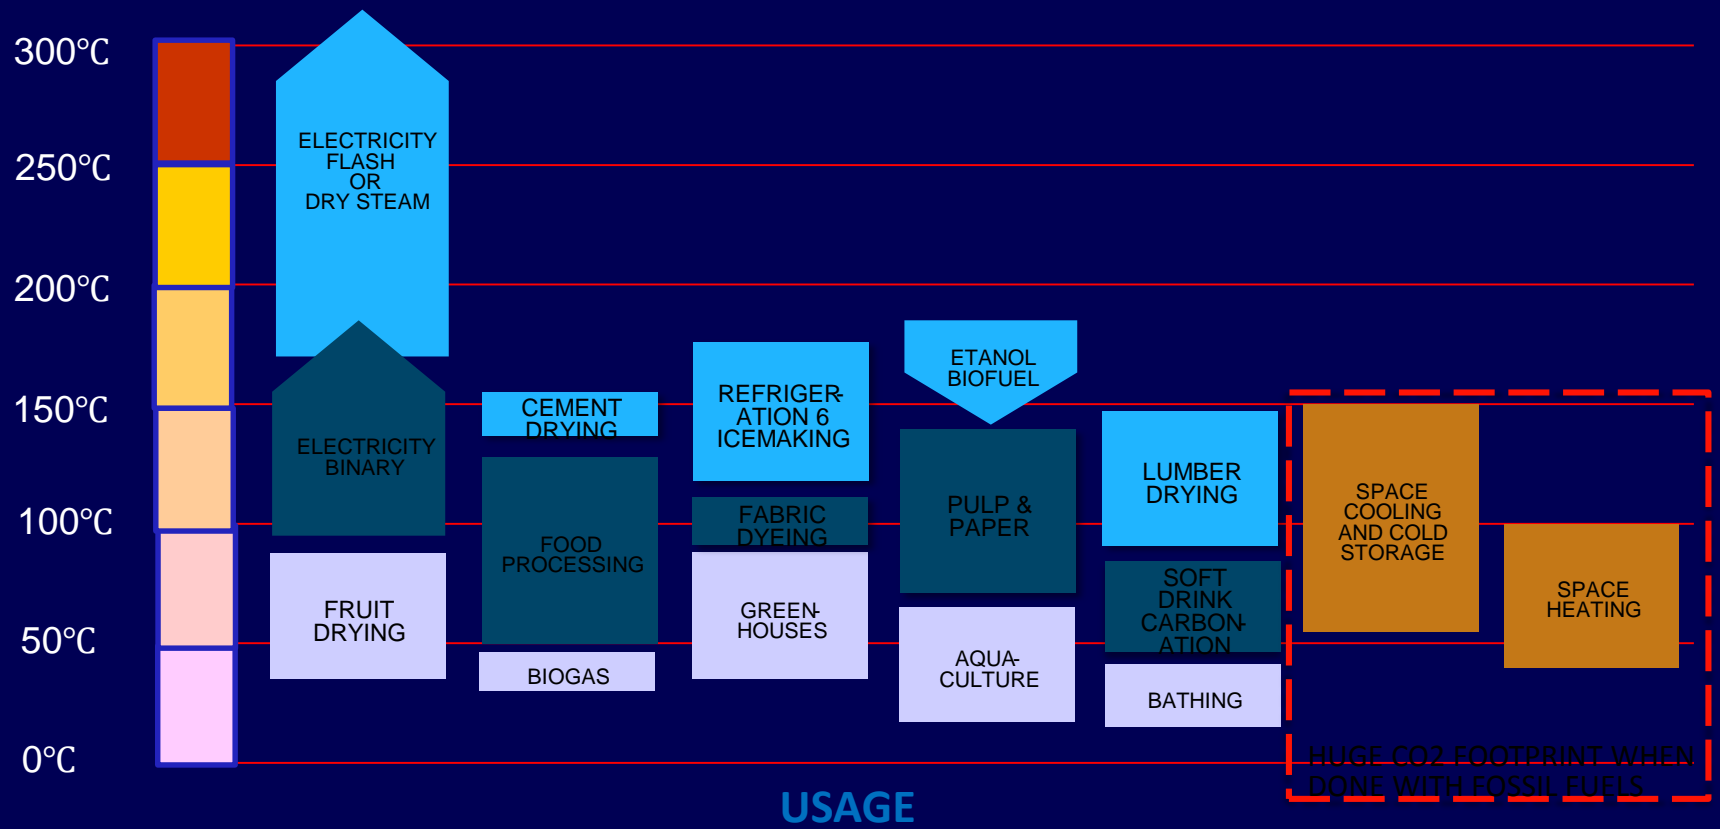 300℃
250℃
200℃
150℃
100℃
50℃
0℃
ELECTRICITY
FLASH
OR
DRY STEAM
ELECTRICITY
BINARY
FRUIT
DRYING
CEMENT
DRYING
FOOD
PROCESSING
BIOGAS
REFRIGER-
ATION 6
ICEMAKING
FABRIC
DYEING
GREEN-
HOUSES
ETANOL
BIOFUEL
PULP &
PAPER
AQUA-
CULTURE
LUMBER
DRYING
SOFT
DRINK
CARBON-
ATION
BATHING
SPACE
COOLING
AND COLD
STORAGE
SPACE
HEATING
HUGE CO2 FOOTPRINT WHEN
DONE WITH FOSSIL FUELS
USAGE